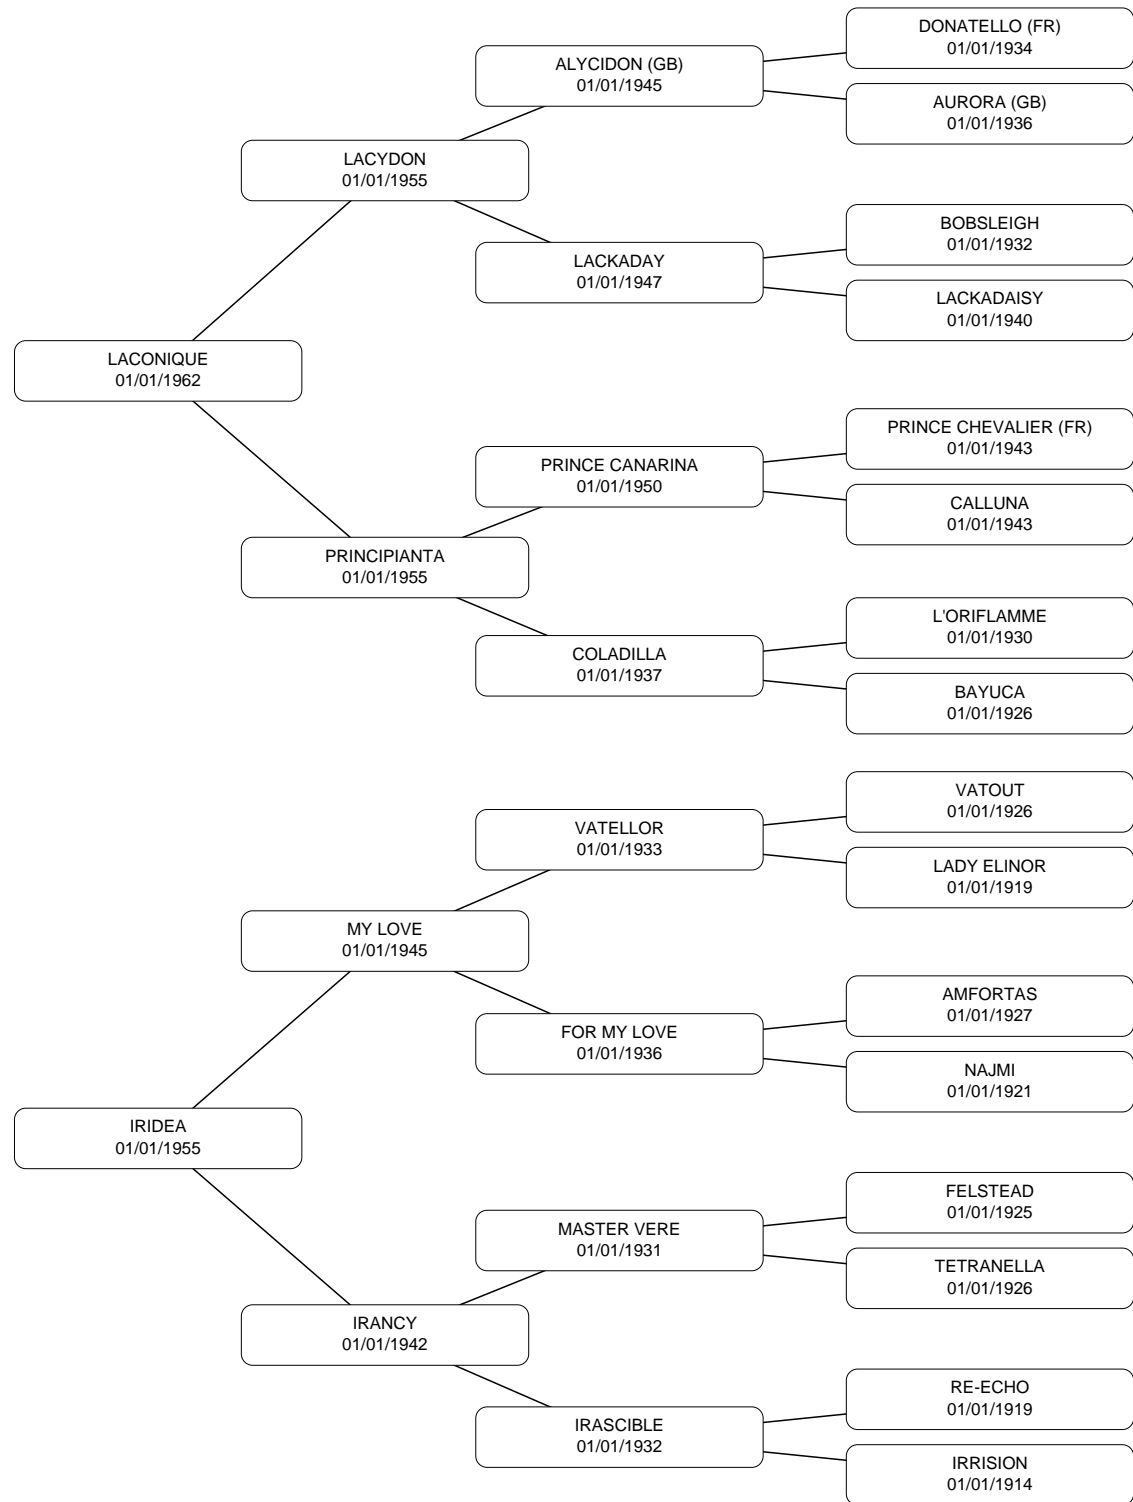 DONATELLO (FR)
01/01/1934
ALYCIDON (GB)
01/01/1945
AURORA (GB)
01/01/1936
LACYDON
01/01/1955
BOBSLEIGH
01/01/1932
LACKADAY
01/01/1947
LACKADAISY
01/01/1940
LACONIQUE
01/01/1962
PRINCE CHEVALIER (FR)
01/01/1943
PRINCE CANARINA
01/01/1950
CALLUNA
01/01/1943
PRINCIPIANTA
01/01/1955
L'ORIFLAMME
01/01/1930
COLADILLA
01/01/1937
BAYUCA
01/01/1926
VATOUT
01/01/1926
VATELLOR
01/01/1933
LADY ELINOR
01/01/1919
MY LOVE
01/01/1945
AMFORTAS
01/01/1927
FOR MY LOVE
01/01/1936
NAJMI
01/01/1921
IRIDEA
01/01/1955
FELSTEAD
01/01/1925
MASTER VERE
01/01/1931
TETRANELLA
01/01/1926
IRANCY
01/01/1942
RE-ECHO
01/01/1919
IRASCIBLE
01/01/1932
IRRISION
01/01/1914